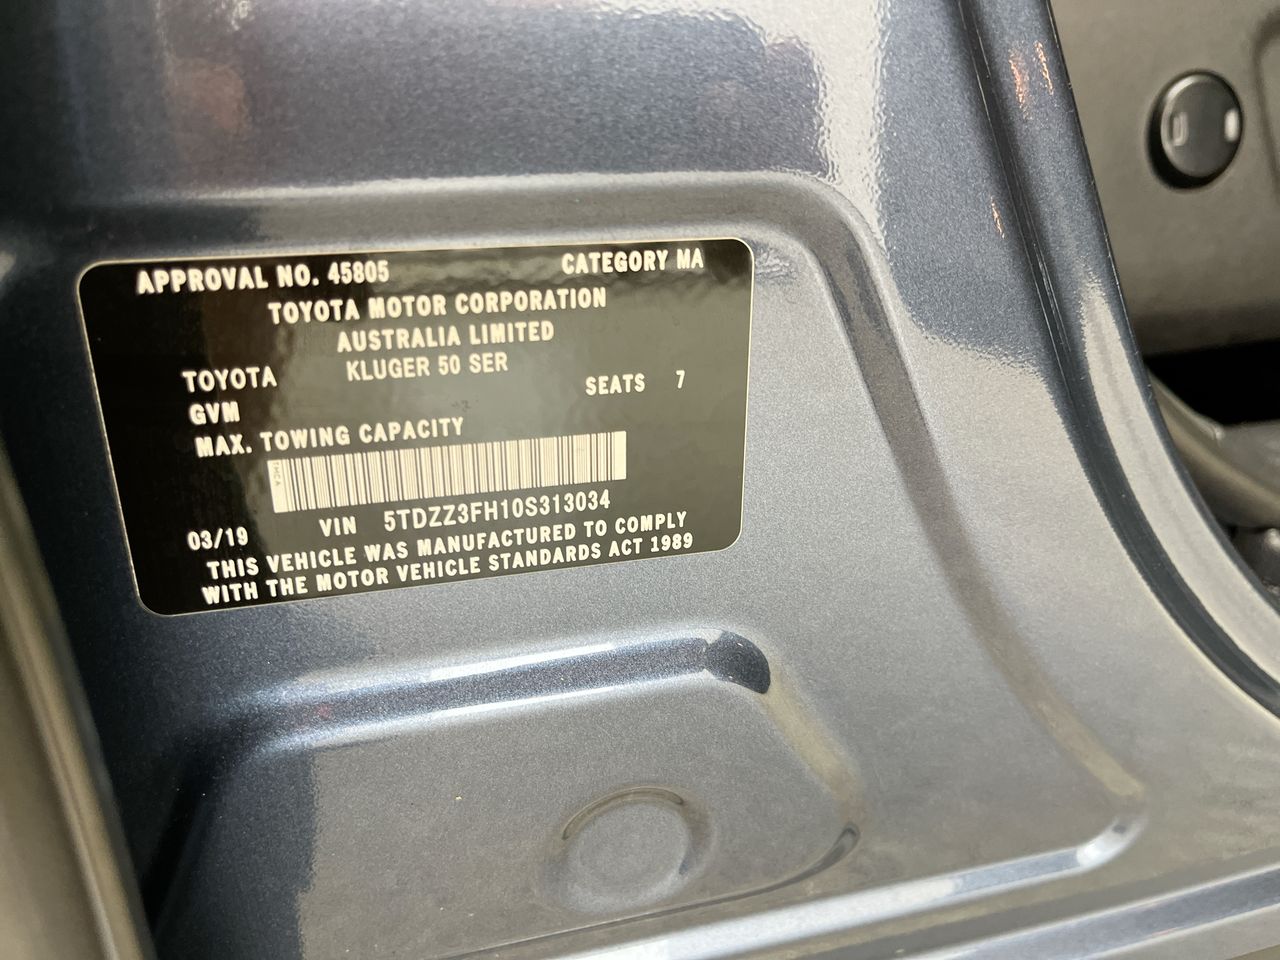 APPROVAL NO. 45805 CATEGORY MA
TOYOTA MOTOR CORPORATION
AUSTRALIA LIMITED
TOYOTA KLUGER 50 SER
GVM SEATS 7
MAX. TOWING CAPACITY
TMCA
03/19 VIN 5TDZZ3FH10S313034
THIS VEHICLE WAS MANUFACTURED TO COMPLY
WITH THE MOTOR VEHICLE STANDARDS ACT 1989